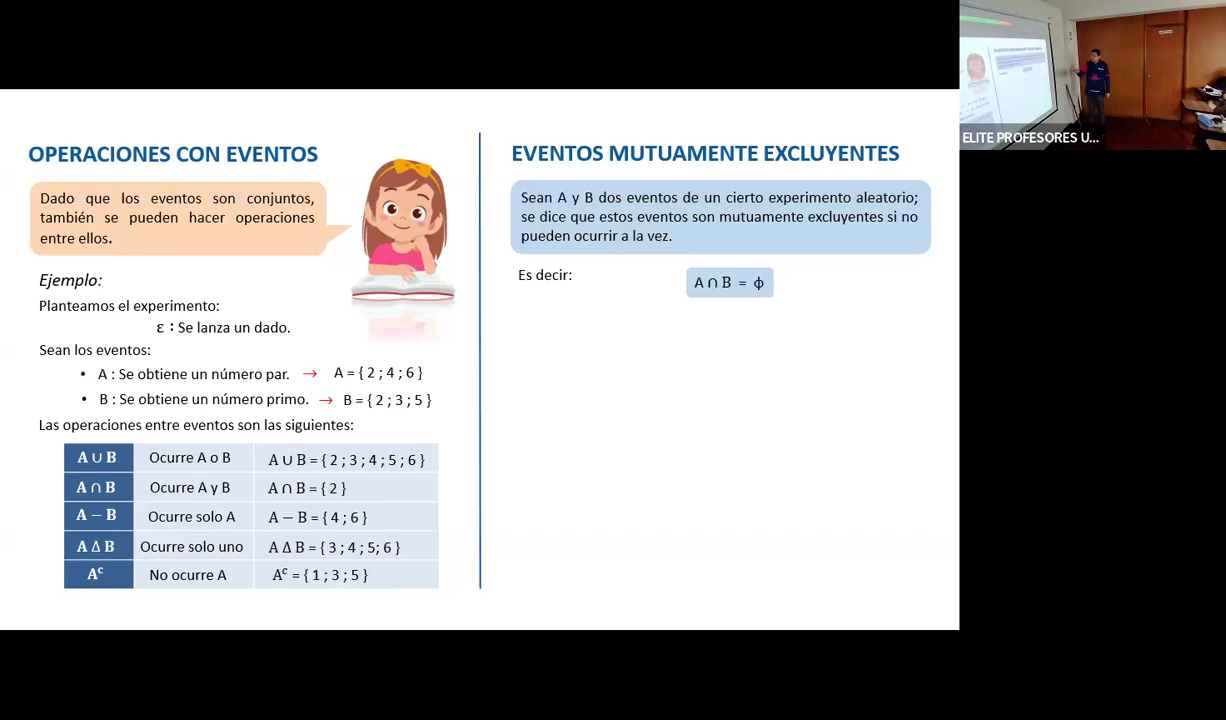 OPERACIONES CON EVENTOS
Dado que los eventos son conjuntos,
también se pueden hacer operaciones
entre ellos.
Ejemplo:
Planteamos el experimento:
ε : Se lanza un dado.
Sean los eventos:
• A : Se obtiene un número par. → A = { 2 ; 4 ; 6 }
• B : Se obtiene un número primo. → B = { 2 ; 3 ; 5 }
Las operaciones entre eventos son las siguientes:
A ∪ B Ocurre A o B A ∪ B = { 2 ; 3 ; 4 ; 5 ; 6 }
A ∩ B Ocurre A y B A ∩ B = { 2 }
A − B Ocurre solo A A − B = { 4 ; 6 }
A Δ B Ocurre solo uno A Δ B = { 3 ; 4 ; 5; 6 }
Aᶜ No ocurre A Aᶜ = { 1 ; 3 ; 5 }
EVENTOS MUTUAMENTE EXCLUYENTES
Sean A y B dos eventos de un cierto experimento aleatorio;
se dice que estos eventos son mutuamente excluyentes si no
pueden ocurrir a la vez.
Es decir: A ∩ B = ϕ
ELITE PROFESORES U...